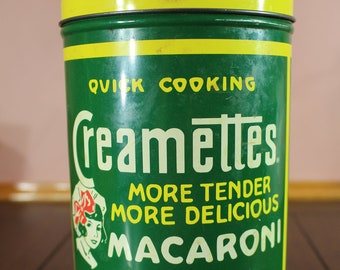 QUICK COOKING
Creamettes
MORE TENDER
MORE DELICIOUS
MACARONI